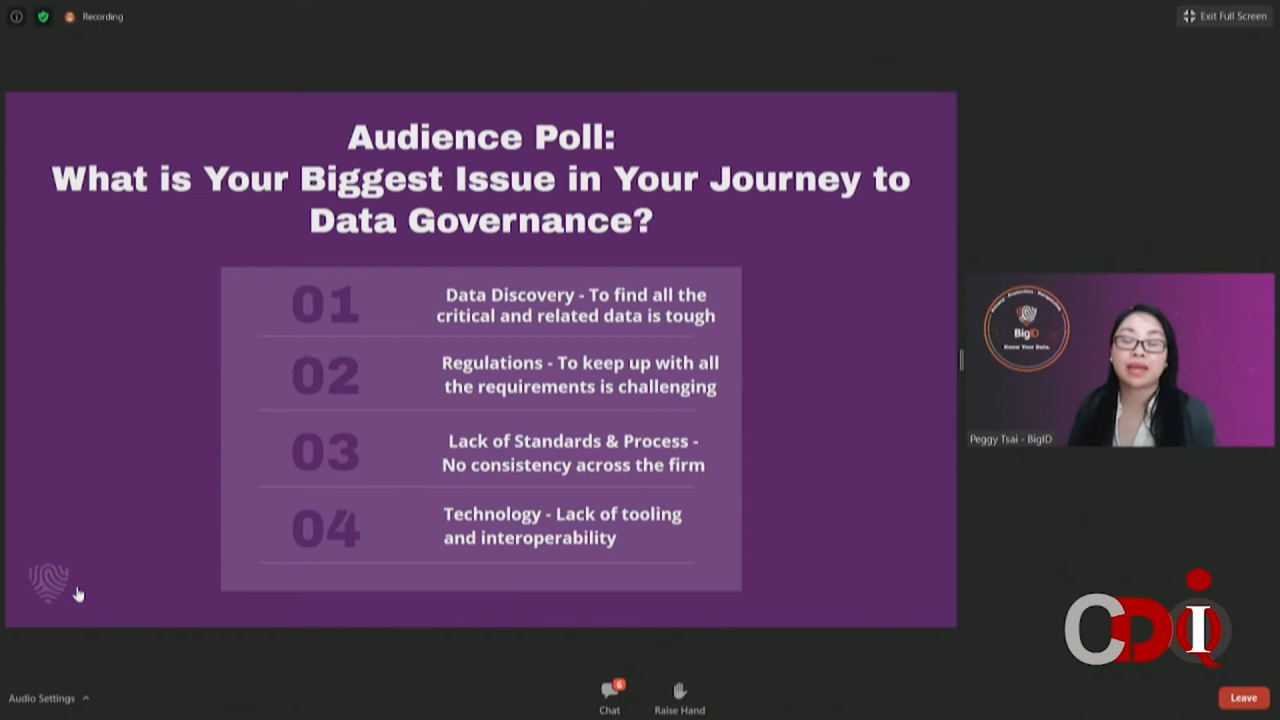 Recording
Exit Full Screen
Audience Poll:
What is Your Biggest Issue in Your Journey to
Data Governance?
01
Data Discovery - To find all the
critical and related data is tough
02
Regulations - To keep up with all
the requirements is challenging
03
Lack of Standards & Process -
No consistency across the firm
04
Technology - Lack of tooling
and interoperability
BigID
Know Your Data.
Peggy Tsai - BigID
CDIQ
Audio Settings
6
Chat
Raise Hand
Leave